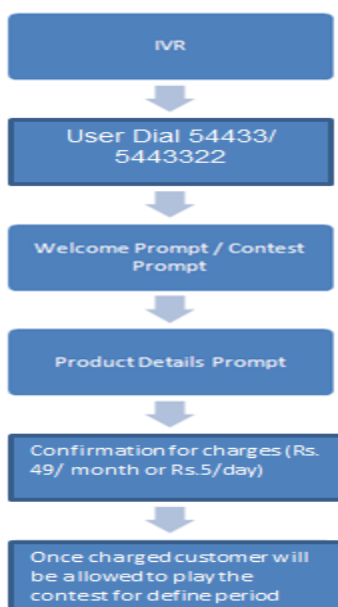 IVR
User Dial 54433/
5443322
Welcome Prompt / Contest
Prompt
Product Details Prompt
Confirmation for charges (Rs.
49/ month or Rs.5/day)
Once charged customer will
be allowed to play the
contest for define period